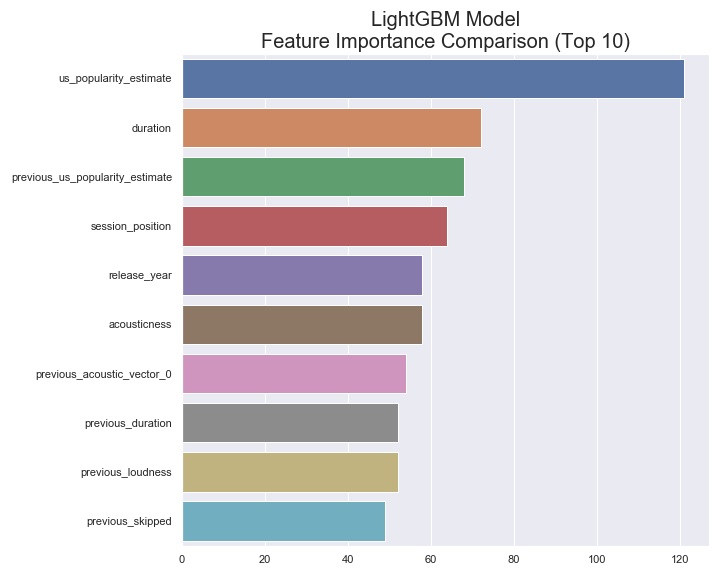 LightGBM Model
Feature Importance Comparison (Top 10)
us_popularity_estimate
duration
previous_us_popularity_estimate
session_position
release_year
acousticness
previous_acoustic_vector_0
previous_duration
previous_loudness
previous_skipped
0 20 40 60 80 100 120